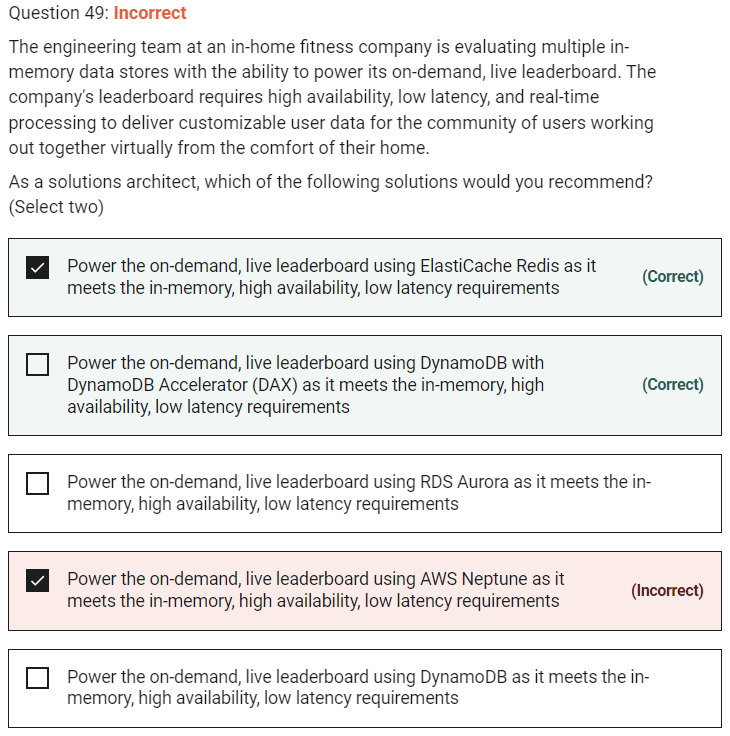 Question 49: Incorrect
The engineering team at an in-home fitness company is evaluating multiple in-
memory data stores with the ability to power its on-demand, live leaderboard. The
company's leaderboard requires high availability, low latency, and real-time
processing to deliver customizable user data for the community of users working
out together virtually from the comfort of their home.
As a solutions architect, which of the following solutions would you recommend?
(Select two)
Power the on-demand, live leaderboard using ElastiCache Redis as it
meets the in-memory, high availability, low latency requirements
(Correct)
Power the on-demand, live leaderboard using DynamoDB with
DynamoDB Accelerator (DAX) as it meets the in-memory, high
availability, low latency requirements
(Correct)
Power the on-demand, live leaderboard using RDS Aurora as it meets the in-
memory, high availability, low latency requirements
Power the on-demand, live leaderboard using AWS Neptune as it
meets the in-memory, high availability, low latency requirements
(Incorrect)
Power the on-demand, live leaderboard using DynamoDB as it meets the in-
memory, high availability, low latency requirements